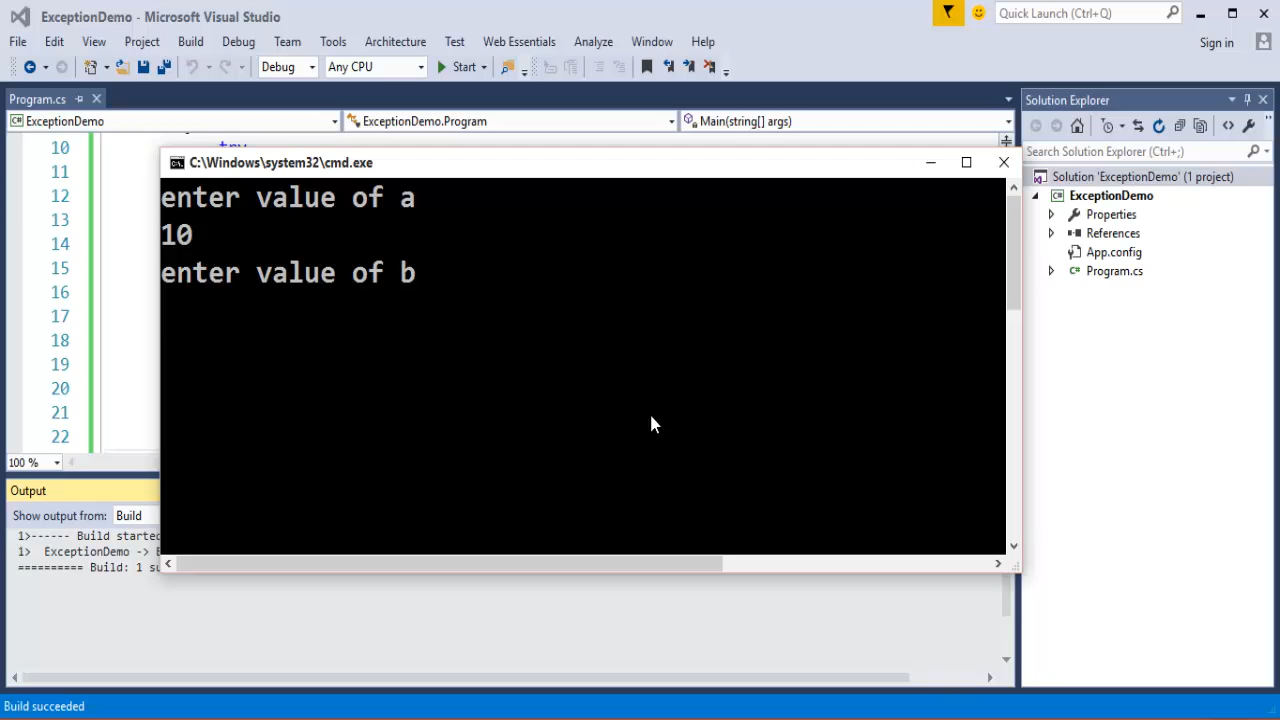 ExceptionDemo - Microsoft Visual Studio
Quick Launch (Ctrl+Q)
File Edit View Project Build Debug Team Tools Architecture Test Web Essentials Analyze Window Help
Sign in
Debug Any CPU Start
Program.cs
Solution Explorer
ExceptionDemo ExceptionDemo.Program Main(string[] args)
Search Solution Explorer (Ctrl+;)
10 try
11
12
13
14
15
16
17
18
19
20
21
22
C:\Windows\system32\cmd.exe
enter value of a
10
enter value of b
Solution 'ExceptionDemo' (1 project)
ExceptionDemo
Properties
References
App.config
C# Program.cs
100 %
Output
Show output from: Build
1>------ Build started
1> ExceptionDemo ->
========== Build: 1
Build succeeded